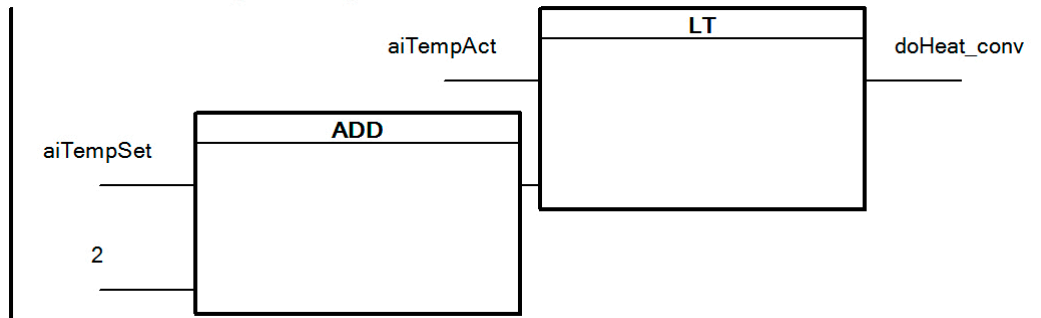 LT
aiTempAct
doHeat_conv
ADD
aiTempSet
2